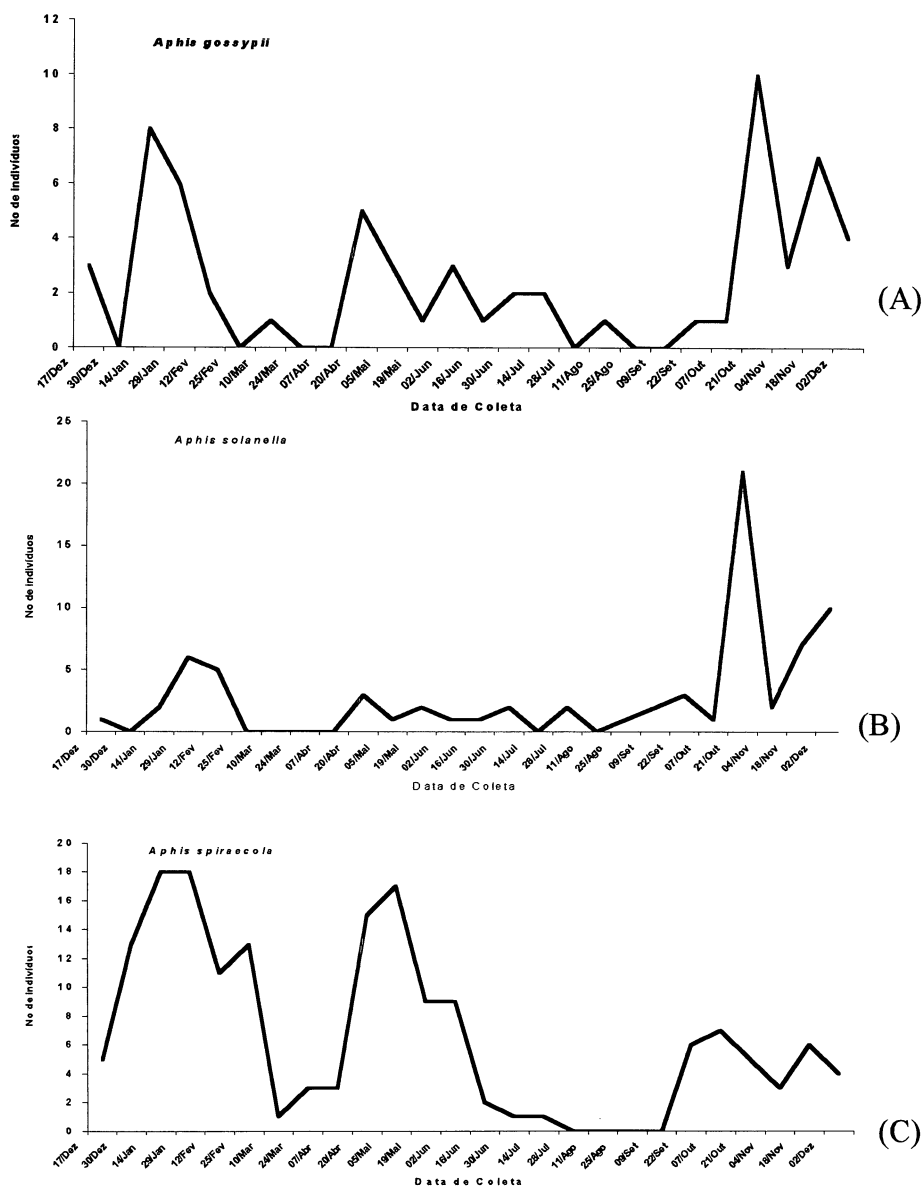 Aphis gossypii
12
10
8
6
4
2
0
No de indivíduos
17/Dez 30/Dez 14/Jan 29/Jan 12/Fev 25/Fev 10/Mar 24/Mar 07/Abr 20/Abr 05/Mai 19/Mai 02/Jun 16/Jun 30/Jun 14/Jul 28/Jul 11/Ago 25/Ago 09/Set 22/Set 07/Out 21/Out 04/Nov 18/Nov 02/Dez
Data de Coleta
(A)
Aphis solanella
25
20
15
10
5
0
No de indivíduos
17/Dez 30/Dez 14/Jan 29/Jan 12/Fev 25/Fev 10/Mar 24/Mar 07/Abr 20/Abr 05/Mai 19/Mai 02/Jun 16/Jun 30/Jun 14/Jul 28/Jul 11/Ago 25/Ago 09/Set 22/Set 07/Out 21/Out 04/Nov 18/Nov 02/Dez
Data de Coleta
(B)
Aphis spiraecola
20
18
16
14
12
10
8
6
4
2
0
No de indivíduos
17/Dez 30/Dez 14/Jan 29/Jan 12/Fev 25/Fev 10/Mar 24/Mar 07/Abr 20/Abr 05/Mai 19/Mai 02/Jun 16/Jun 30/Jun 14/Jul 28/Jul 11/Ago 25/Ago 09/Set 22/Set 07/Out 21/Out 04/Nov 18/Nov 02/Dez
Data de Coleta
(C)